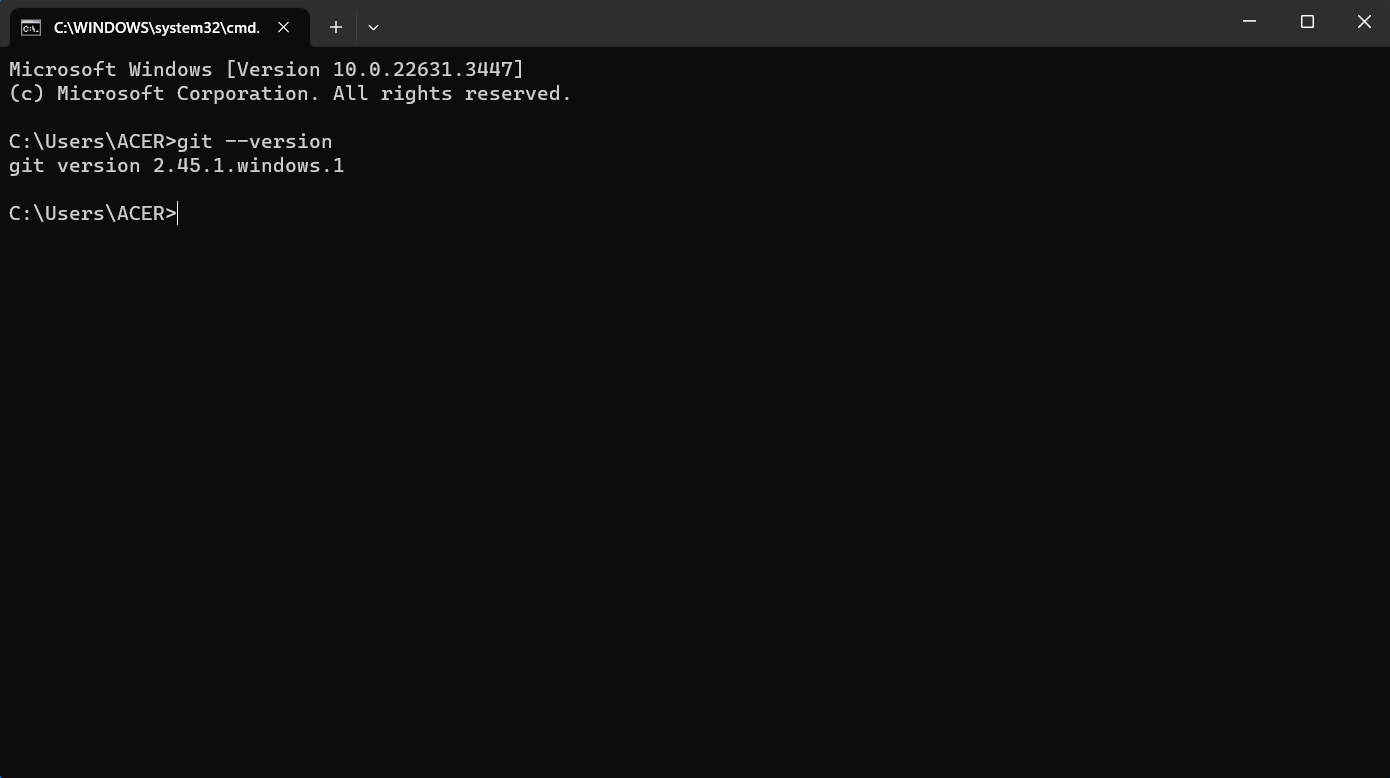 C:\WINDOWS\system32\cmd.
Microsoft Windows [Version 10.0.22631.3447]
(c) Microsoft Corporation. All rights reserved.
C:\Users\ACER>git --version
git version 2.45.1.windows.1
C:\Users\ACER>